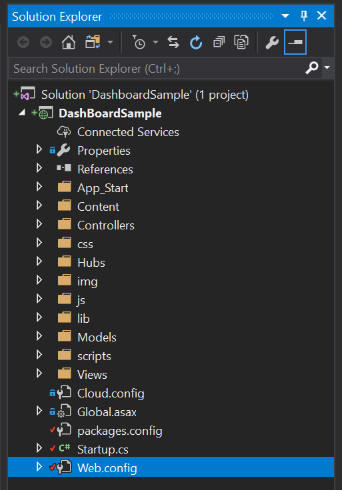 Solution Explorer
Search Solution Explorer (Ctrl+;)
Solution 'DashboardSample' (1 project)
DashBoardSample
Connected Services
Properties
References
App_Start
Content
Controllers
css
Hubs
img
js
lib
Models
scripts
Views
Cloud.config
Global.asax
packages.config
C# Startup.cs
Web.config